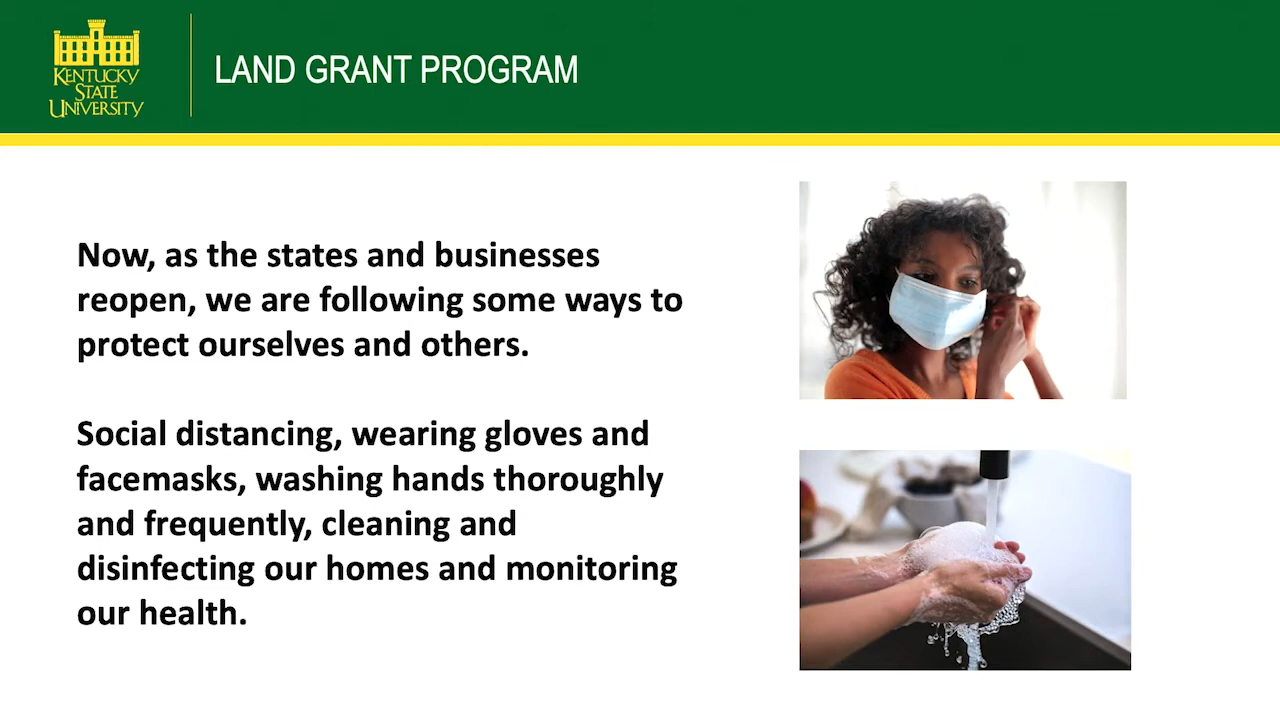 KENTUCKY
STATE
UNIVERSITY
LAND GRANT PROGRAM
Now, as the states and businesses
reopen, we are following some ways to
protect ourselves and others.
Social distancing, wearing gloves and
facemasks, washing hands thoroughly
and frequently, cleaning and
disinfecting our homes and monitoring
our health.